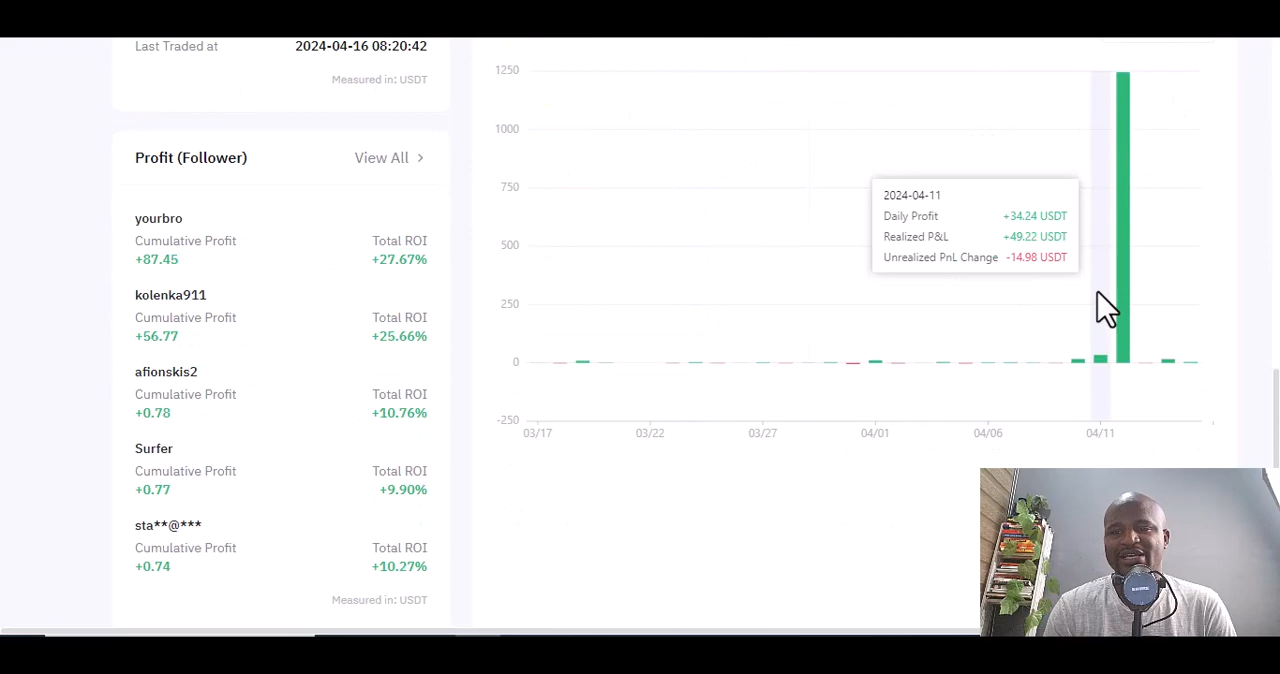 Last Traded at 2024-04-16 08:20:42
Measured in: USDT
Profit (Follower) View All >
yourbro
Cumulative Profit Total ROI
+87.45 +27.67%
kolenka911
Cumulative Profit Total ROI
+56.77 +25.66%
afionskis2
Cumulative Profit Total ROI
+0.78 +10.76%
Surfer
Cumulative Profit Total ROI
+0.77 +9.90%
sta**@***
Cumulative Profit Total ROI
+0.74 +10.27%
Measured in: USDT
1250
1000
750
500
250
0
-250
03/17 03/22 03/27 04/01 04/06 04/11
2024-04-11
Daily Profit +34.24 USDT
Realized P&L +49.22 USDT
Unrealized PnL Change -14.98 USDT